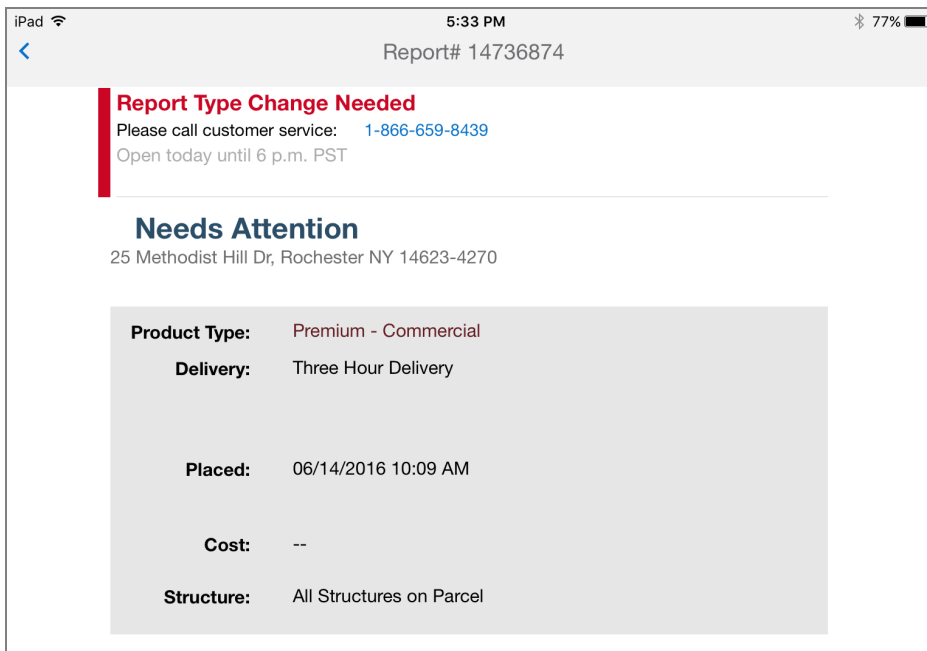 iPad 5:33 PM 77%
Report# 14736874
Report Type Change Needed
Please call customer service: 1-866-659-8439
Open today until 6 p.m. PST
Needs Attention
25 Methodist Hill Dr, Rochester NY 14623-4270
Product Type: Premium - Commercial
Delivery: Three Hour Delivery
Placed: 06/14/2016 10:09 AM
Cost: --
Structure: All Structures on Parcel